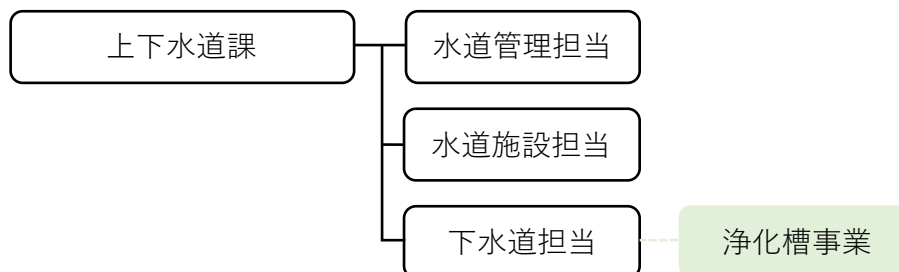 上下水道課
水道管理担当
水道施設担当
下水道担当
浄化槽事業